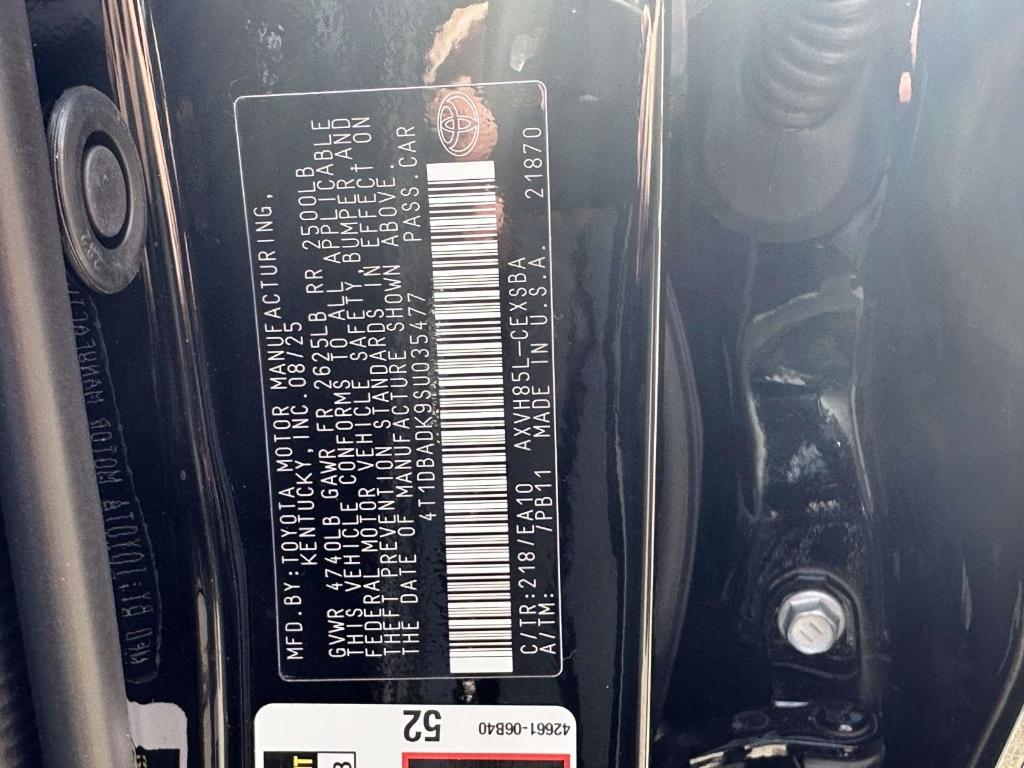 MFD. BY: TOYOTA MOTOR MANUFACTURING,
KENTUCKY, INC. 08/25
GVWR 4740LB GAWR FR 2625LB RR 2500LB
THIS VEHICLE CONFORMS TO ALL APPLICABLE
FEDERAL MOTOR VEHICLE SAFETY, BUMPER, AND
THEFT PREVENTION STANDARDS IN EFFECT ON
THE DATE OF MANUFACTURE SHOWN ABOVE.
4T1DBADK9SU035477 PASS. CAR
C/TR: 218/EA10 AXVH85L-CEXSBA 21870
A/TM: /PB11 MADE IN U.S.A.
52
42661-06B40